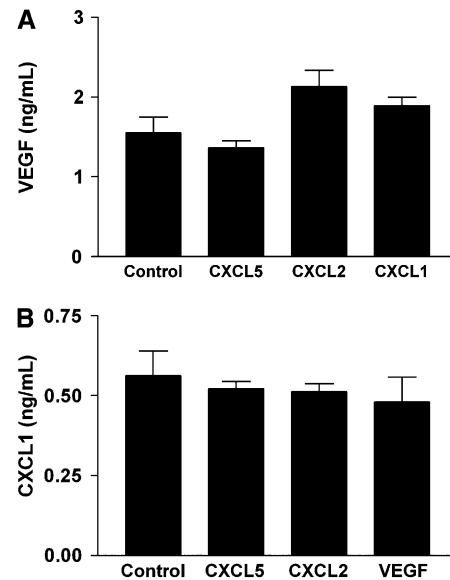 A
VEGF (ng/mL)
3
2
1
0
Control CXCL5 CXCL2 CXCL1
B
CXCL1 (ng/mL)
0.75
0.50
0.25
0.00
Control CXCL5 CXCL2 VEGF